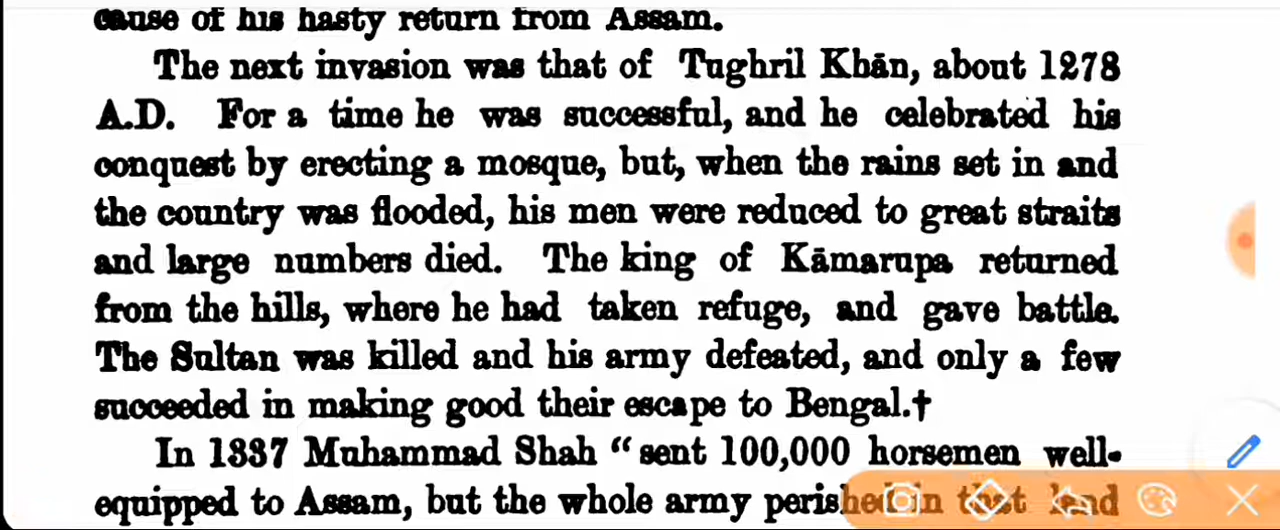 cause of his hasty return from Assam.
The next invasion was that of Tughril Khān, about 1278
A.D. For a time he was successful, and he celebrated his
conquest by erecting a mosque, but, when the rains set in and
the country was flooded, his men were reduced to great straits
and large numbers died. The king of Kāmarupa returned
from the hills, where he had taken refuge, and gave battle.
The Sultan was killed and his army defeated, and only a few
succeeded in making good their escape to Bengal.†
In 1337 Muhammad Shah “sent 100,000 horsemen well-
equipped to Assam, but the whole army perished in that land